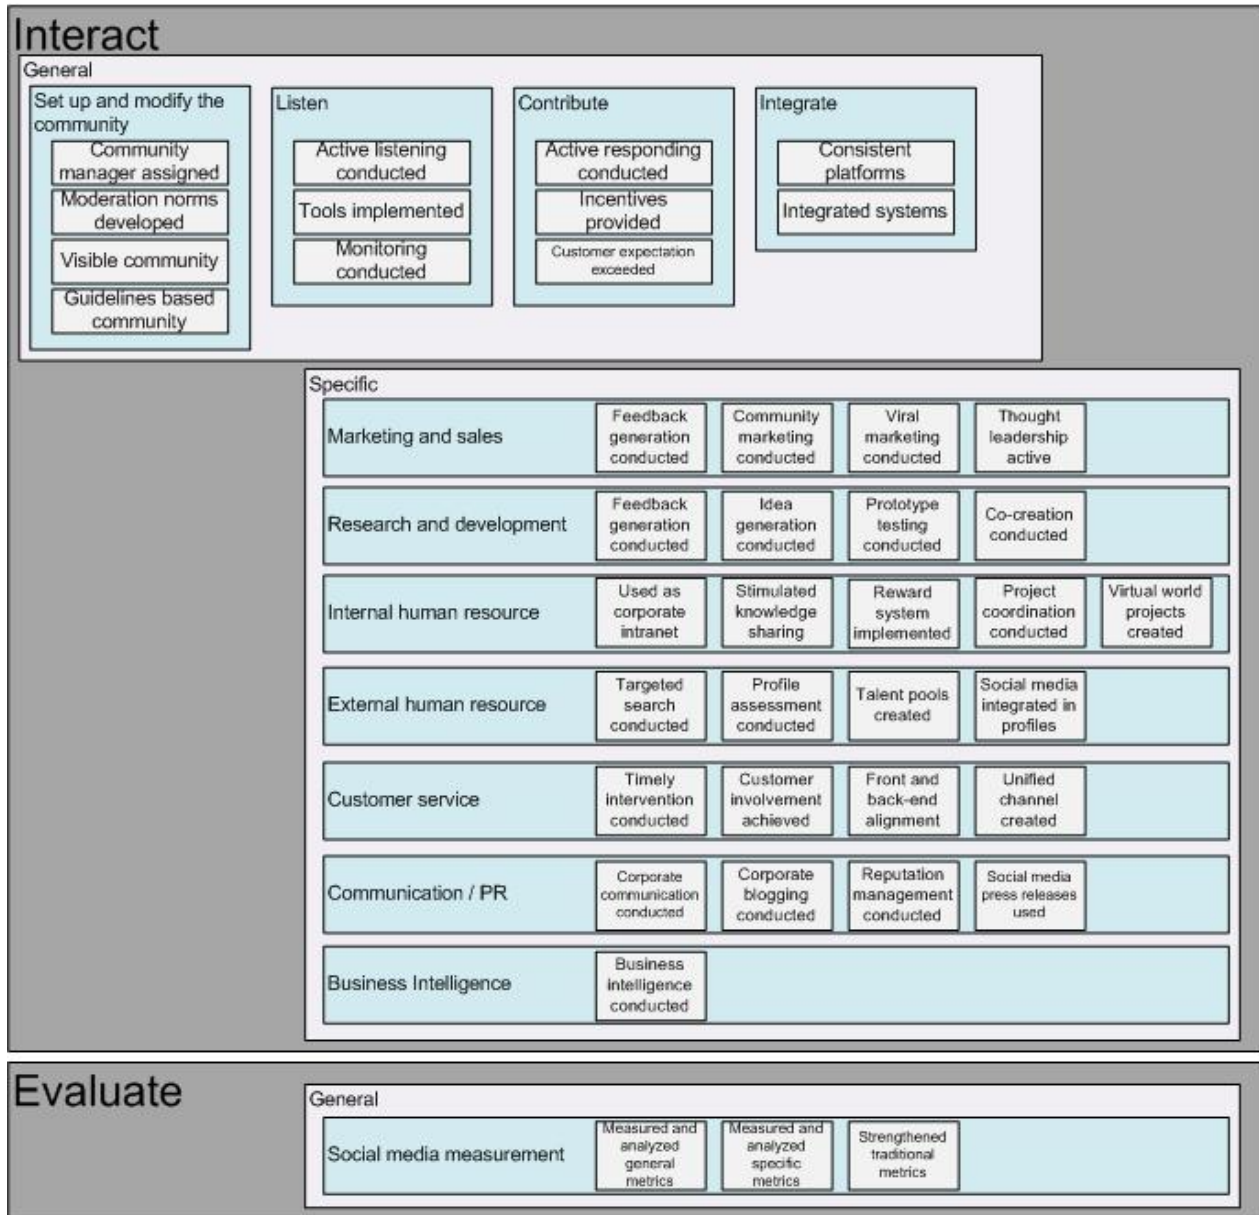 Interact
General
Set up and modify the
community
Community
manager assigned
Moderation norms
developed
Visible community
Guidelines based
community
Listen
Active listening
conducted
Tools implemented
Monitoring
conducted
Contribute
Active responding
conducted
Incentives
provided
Customer expectation
exceeded
Integrate
Consistent
platforms
Integrated systems
Specific
Marketing and sales
Feedback
generation
conducted
Community
marketing
conducted
Viral
marketing
conducted
Thought
leadership
active
Research and development
Feedback
generation
conducted
Idea
generation
conducted
Prototype
testing
conducted
Co-creation
conducted
Internal human resource
Used as
corporate
intranet
Stimulated
knowledge
sharing
Reward
system
implemented
Project
coordination
conducted
Virtual world
projects
created
External human resource
Targeted
search
conducted
Profile
assessment
conducted
Talent pools
created
Social media
integrated in
profiles
Customer service
Timely
intervention
conducted
Customer
involvement
achieved
Front and
back-end
alignment
Unified
channel
created
Communication / PR
Corporate
communication
conducted
Corporate
blogging
conducted
Reputation
management
conducted
Social media
press releases
used
Business Intelligence
Business
intelligence
conducted
Evaluate
General
Social media measurement
Measured and
analyzed
general
metrics
Measured and
analyzed
specific
metrics
Strengthened
traditional
metrics